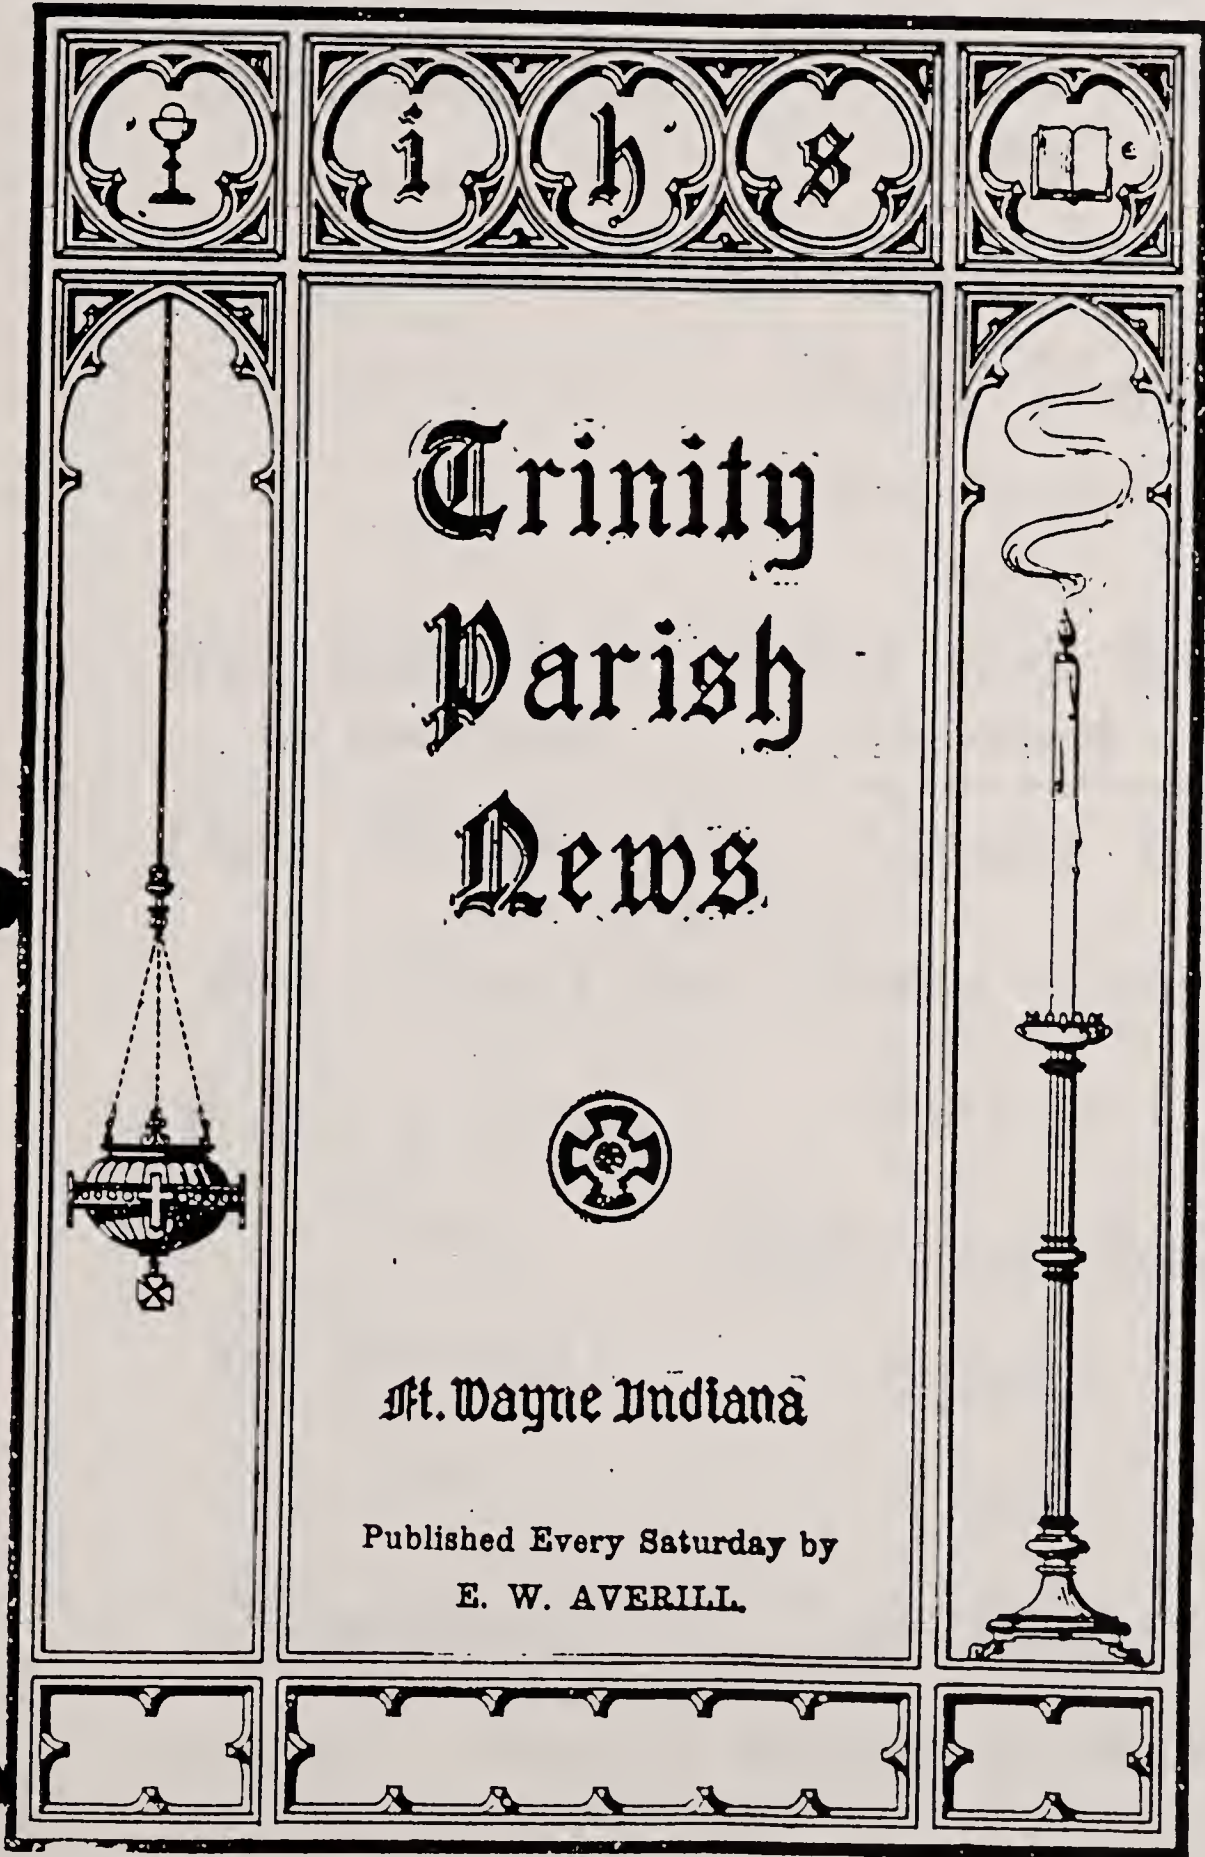 i h s
Trinity
Parish
News
Ft. Wayne Indiana
Published Every Saturday by
E. W. AVERILL.